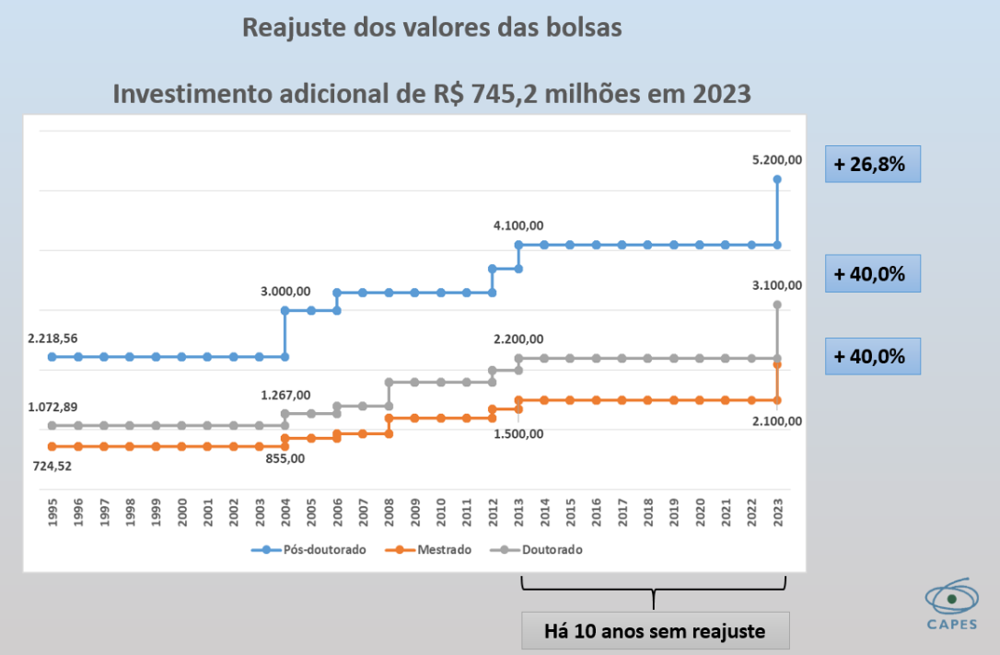 Reajuste dos valores das bolsas
Investimento adicional de R$ 745,2 milhões em 2023
5.200,00
+ 26,8%
4.100,00
+ 40,0%
3.100,00
3.000,00
2.218,56
2.200,00
+ 40,0%
1.267,00
1.072,89
2.100,00
1.500,00
855,00
724,52
1995 1996 1997 1998 1999 2000 2001 2002 2003 2004 2005 2006 2007 2008 2009 2010 2011 2012 2013 2014 2015 2016 2017 2018 2019 2020 2021 2022 2023
Pós-doutorado Mestrado Doutorado
Há 10 anos sem reajuste
CAPES